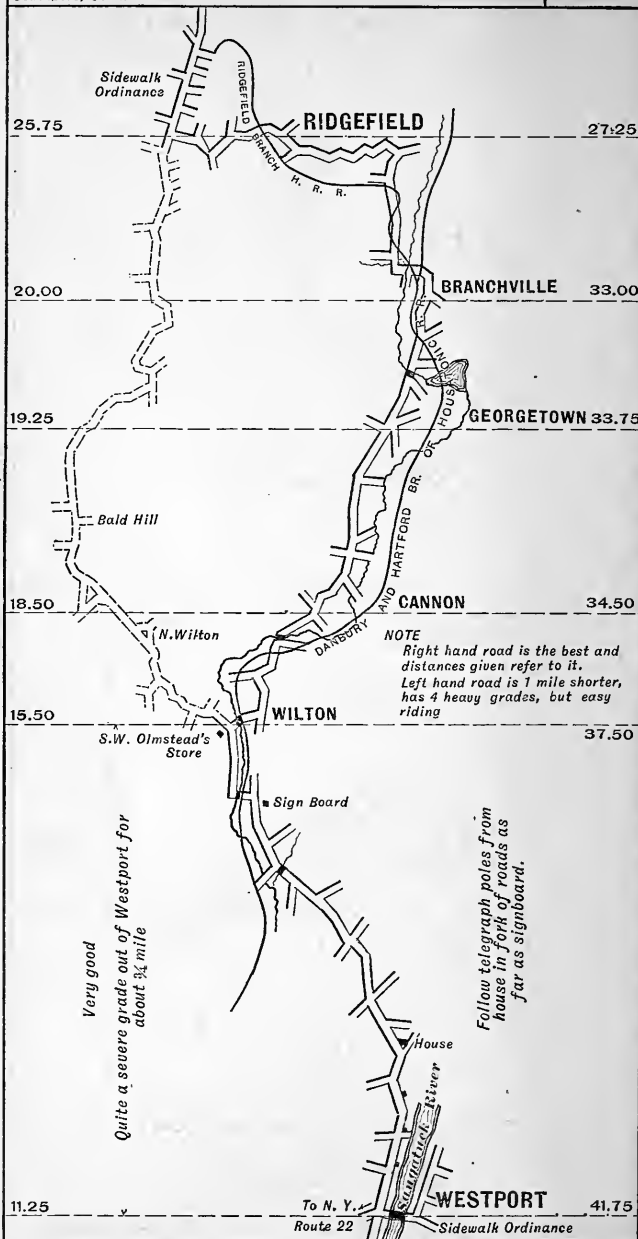 Sidewalk
Ordinance
RIDGEFIELD
BRANCH H. R. R.
25.75
RIDGEFIELD
27.25
20.00
BRANCHVILLE
33.00
19.25
GEORGETOWN
33.75
Bald Hill
DANBURY AND HARTFORD BR. OF HOUSTONIC R. R.
18.50
CANNON
34.50
NOTE
Right hand road is the best and
distances given refer to it.
Left hand road is 1 mile shorter,
has 4 heavy grades, but easy
riding
N. Wilton
15.50
WILTON
37.50
S.W. Olmstead's
Store
Sign Board
Very good
Quite a severe grade out of Westport for
about ¾ mile
Follow telegraph poles from
house in fork of roads as
far as signboard.
House
Saugatuck River
11.25
To N. Y.
Route 22
WESTPORT
41.75
Sidewalk Ordinance